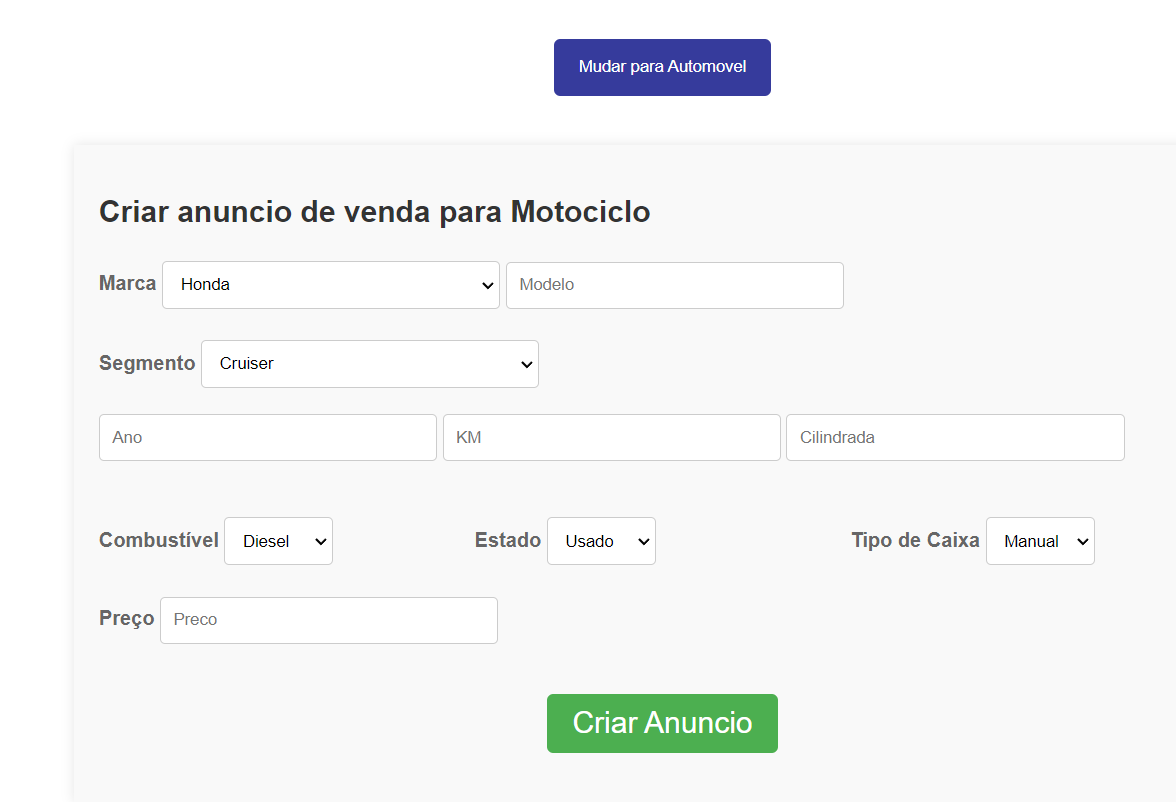 Mudar para Automovel
Criar anuncio de venda para Motociclo
Marca Honda Modelo
Segmento Cruiser
Ano KM Cilindrada
Combustível Diesel Estado Usado Tipo de Caixa Manual
Preço Preco
Criar Anuncio